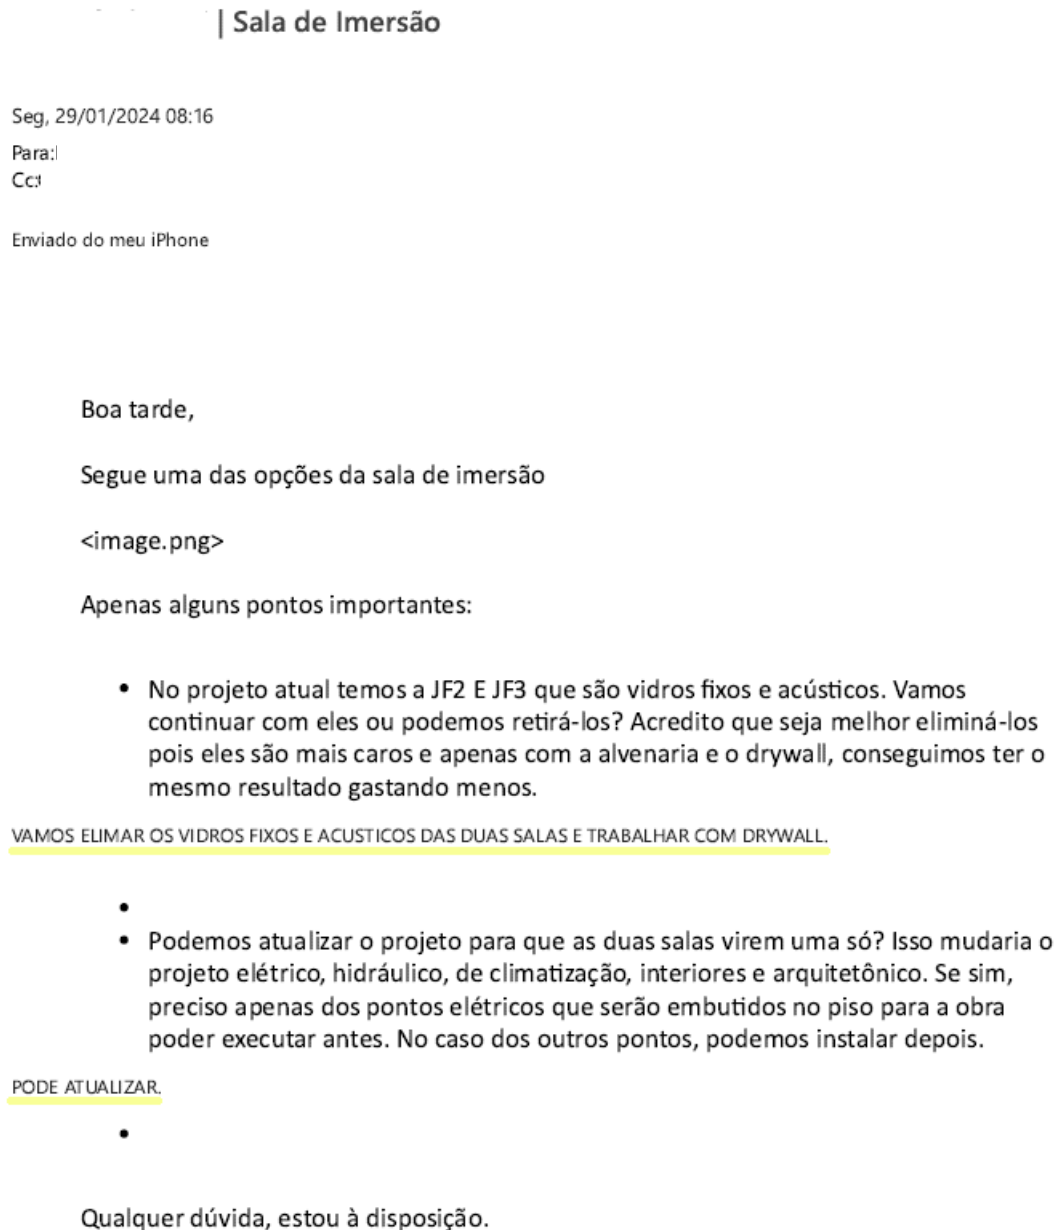 | Sala de Imersão
Seg, 29/01/2024 08:16
Para:
Cc:
Enviado do meu iPhone
Boa tarde,
Segue uma das opções da sala de imersão
<image.png>
Apenas alguns pontos importantes:
• No projeto atual temos a JF2 E JF3 que são vidros fixos e acústicos. Vamos
continuar com eles ou podemos retirá-los? Acredito que seja melhor eliminá-los
pois eles são mais caros e apenas com a alvenaria e o drywall, conseguimos ter o
mesmo resultado gastando menos.
VAMOS ELIMAR OS VIDROS FIXOS E ACUSTICOS DAS DUAS SALAS E TRABALHAR COM DRYWALL.
•
• Podemos atualizar o projeto para que as duas salas virem uma só? Isso mudaria o
projeto elétrico, hidráulico, de climatização, interiores e arquitetônico. Se sim,
preciso apenas dos pontos elétricos que serão embutidos no piso para a obra
poder executar antes. No caso dos outros pontos, podemos instalar depois.
PODE ATUALIZAR.
•
Qualquer dúvida, estou à disposição.